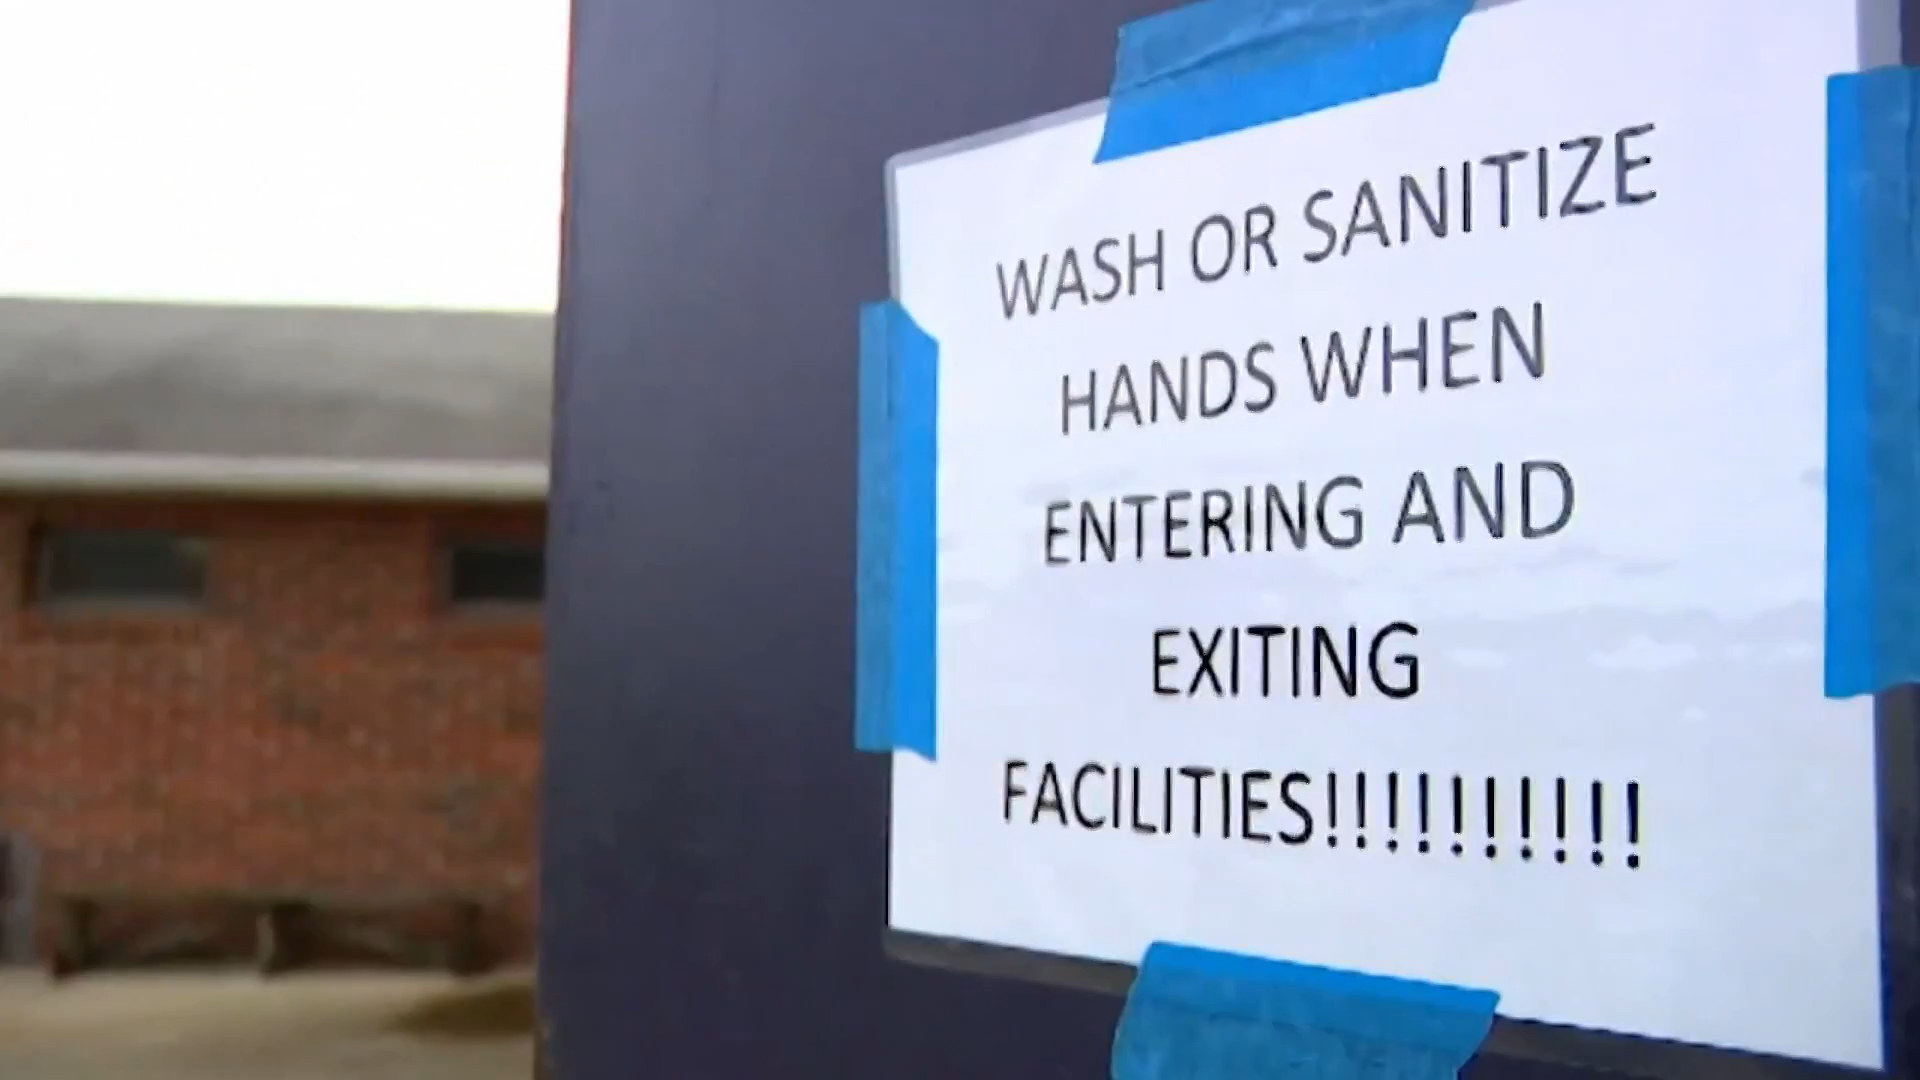 WASH OR SANITIZE
HANDS WHEN
ENTERING AND
EXITING
FACILITIES!!!!!!!!!!